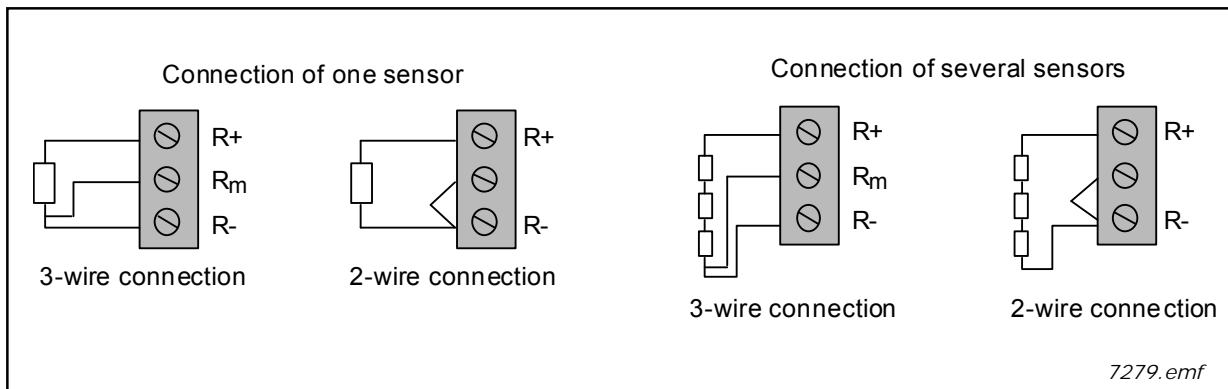 Connection of one sensor
R+
Rm
R-
3-wire connection
R+
R-
2-wire connection
Connection of several sensors
R+
Rm
R-
3-wire connection
R+
R-
2-wire connection
7279.emf